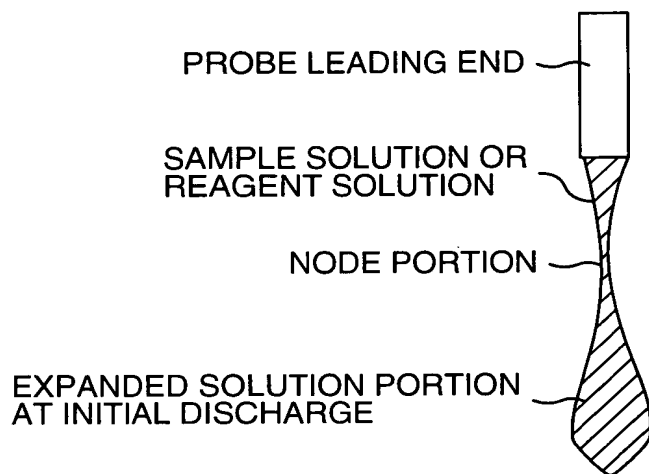 PROBE LEADING END
SAMPLE SOLUTION OR
REAGENT SOLUTION
NODE PORTION
EXPANDED SOLUTION PORTION
AT INITIAL DISCHARGE